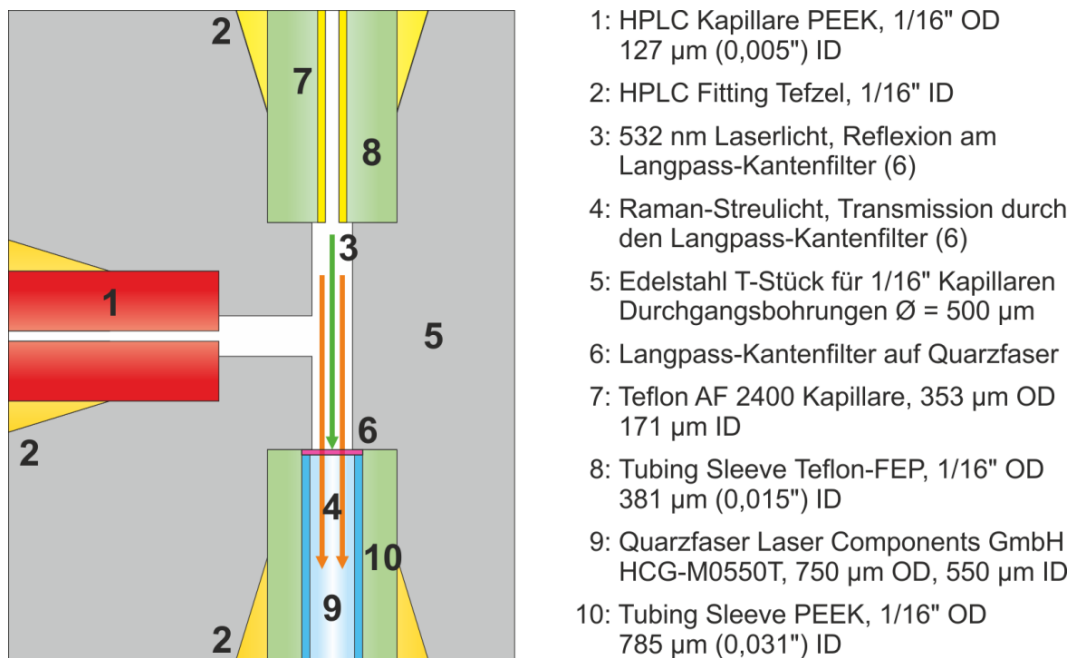 2
7
8
3
1
5
6
2
4
10
9
2
1: HPLC Kapillare PEEK, 1/16" OD
127 µm (0,005") ID
2: HPLC Fitting Tefzel, 1/16" ID
3: 532 nm Laserlicht, Reflexion am
Langpass-Kantenfilter (6)
4: Raman-Streulicht, Transmission durch
den Langpass-Kantenfilter (6)
5: Edelstahl T-Stück für 1/16" Kapillaren
Durchgangsbohrungen Ø = 500 µm
6: Langpass-Kantenfilter auf Quarzfaser
7: Teflon AF 2400 Kapillare, 353 µm OD
171 µm ID
8: Tubing Sleeve Teflon-FEP, 1/16" OD
381 µm (0,015") ID
9: Quarzfaser Laser Components GmbH
HCG-M0550T, 750 µm OD, 550 µm ID
10: Tubing Sleeve PEEK, 1/16" OD
785 µm (0,031") ID